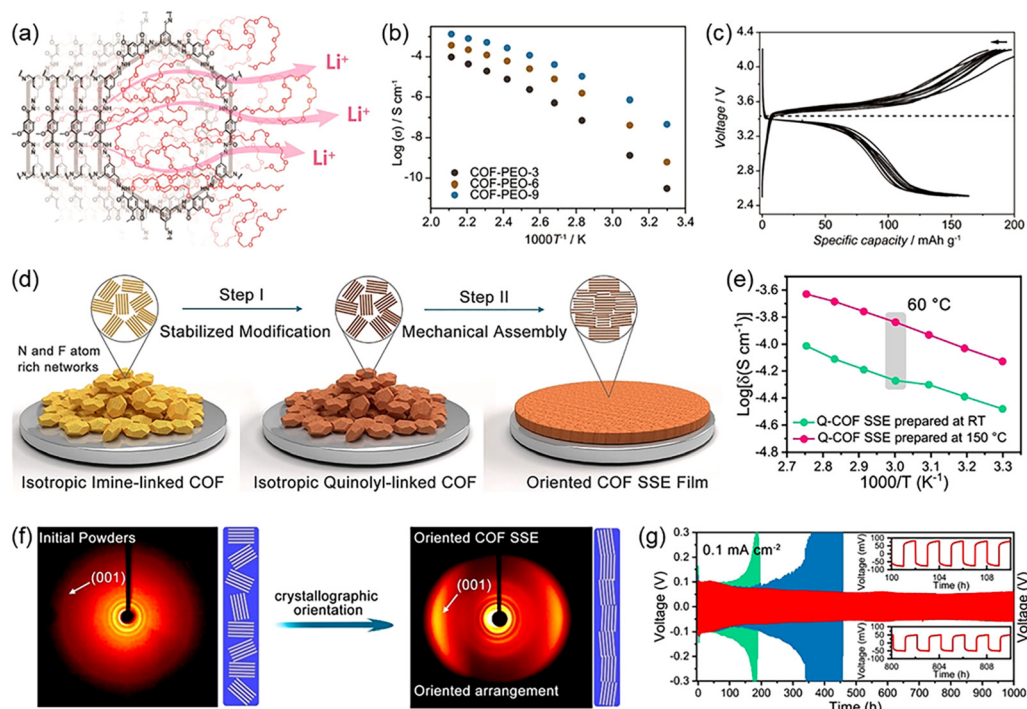 (a)
Li⁺
Li⁺
Li⁺
(b)
Log (σ) / S cm⁻¹
-4
-6
-8
-10
COF-PEO-3
COF-PEO-6
COF-PEO-9
2.0 2.2 2.4 2.6 2.8 3.0 3.2 3.4
1000T⁻¹ / K
(c)
Voltage / V
4.2
3.6
3.0
2.4
0 50 100 150 200
Specific capacity / mAh g⁻¹
(d)
Step I
Stabilized Modification
Step II
Mechanical Assembly
N and F atom
rich networks
Isotropic Imine-linked COF
Isotropic Quinolyl-linked COF
Oriented COF SSE Film
(e)
Log[δ(S cm⁻¹)]
-3.6
-3.8
-4.0
-4.2
-4.4
-4.6
-4.8
60 °C
Q-COF SSE prepared at RT
Q-COF SSE prepared at 150 °C
2.7 2.8 2.9 3.0 3.1 3.2 3.3
1000/T (K⁻¹)
(f)
Initial Powders
(001)
crystallographic
orientation
Oriented COF SSE
(001)
Oriented arrangement
(g)
Voltage (V)
0.3
0.2
0.1
0.0
-0.1
-0.2
-0.3
0.1 mA cm⁻²
Voltage (mV)
100
50
0
-50
-100
100 104 108
Time (h)
Voltage (mV)
100
50
0
-50
-100
800 804 808
Time (h)
0 100 200 300 400 500 600 700 800 900 1000
Time (h)
Voltage (V)